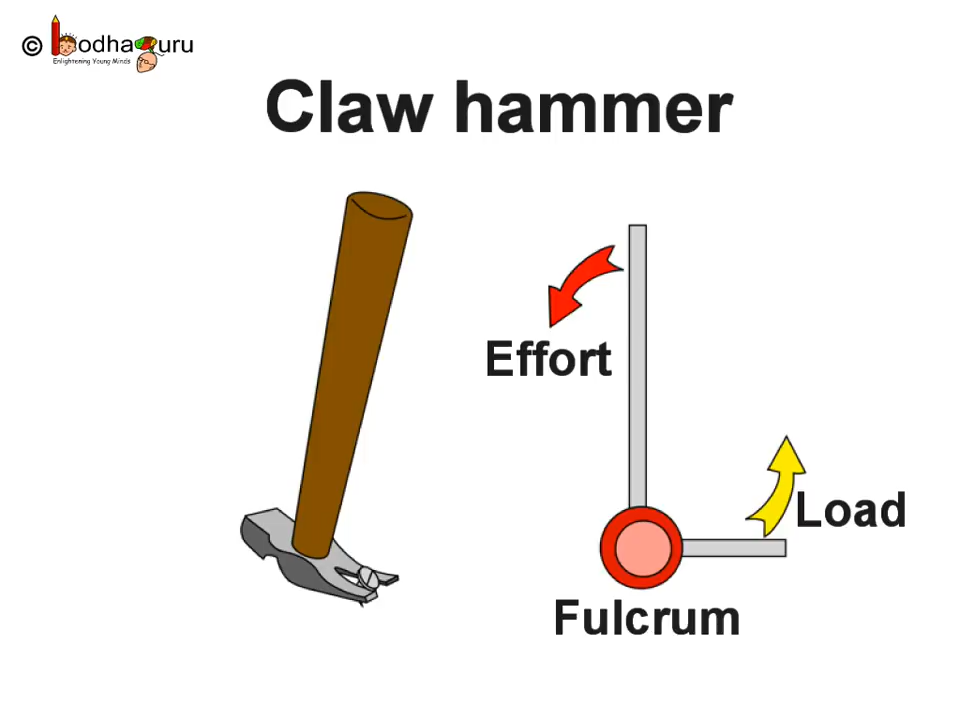 © BodhaGuru
Enlightening Young Minds
Claw hammer
Effort
Load
Fulcrum